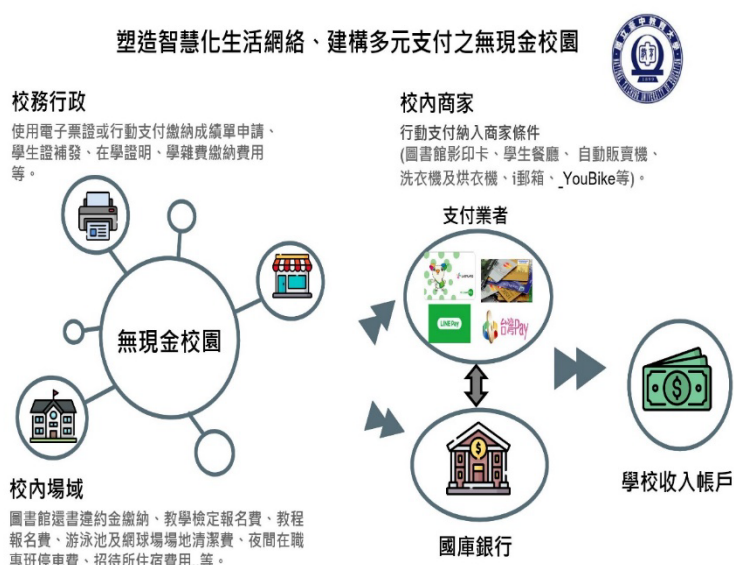 塑造智慧化生活網絡、建構多元支付之無現金校園
校務行政
使用電子票證或行動支付繳納成績單申請、
學生證補發、在學證明、學雜費繳納費用
等。
無現金校園
校內場域
圖書館還書違約金繳納、教學檢定報名費、教程
報名費、游泳池及網球場場地清潔費、夜間在職
專班停車費、招待所住宿費用 等。
校內商家
行動支付納入商家條件
(圖書館影印卡、學生餐廳、 自動販賣機、
洗衣機及烘衣機、i郵箱、_YouBike等)。
支付業者
LINE Pay
台灣Pay
國庫銀行
學校收入帳戶